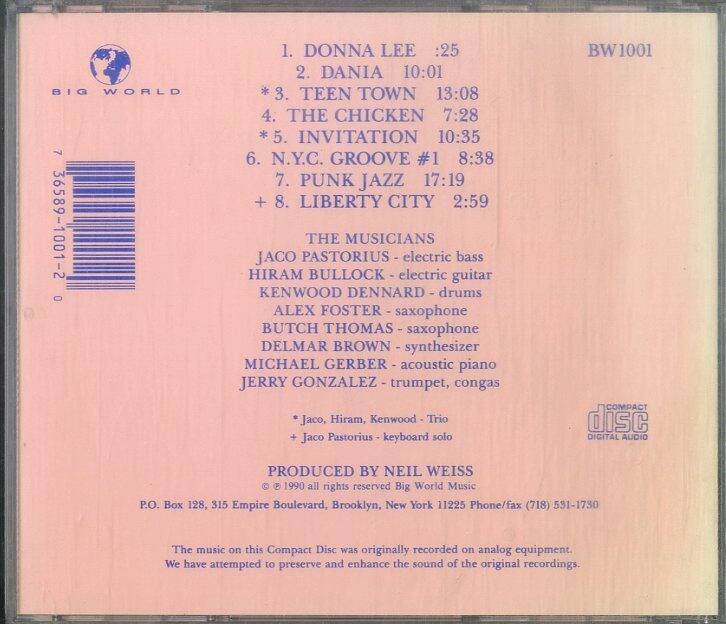 BIG WORLD
BW1001
1. DONNA LEE :25
2. DANIA 10:01
* 3. TEEN TOWN 13:08
4. THE CHICKEN 7:28
* 5. INVITATION 10:35
6. N.Y.C. GROOVE #1 8:38
7. PUNK JAZZ 17:19
+ 8. LIBERTY CITY 2:59
7 36589-1001-2 0
THE MUSICIANS
JACO PASTORIUS - electric bass
HIRAM BULLOCK - electric guitar
KENWOOD DENNARD - drums
ALEX FOSTER - saxophone
BUTCH THOMAS - saxophone
DELMAR BROWN - synthesizer
MICHAEL GERBER - acoustic piano
JERRY GONZALEZ - trumpet, congas
* Jaco, Hiram, Kenwood - Trio
+ Jaco Pastorius - keyboard solo
COMPACT
disc
DIGITAL AUDIO
PRODUCED BY NEIL WEISS
© ℗ 1990 all rights reserved Big World Music
P.O. Box 128, 315 Empire Boulevard, Brooklyn, New York 11225 Phone/fax (718) 531-1730
The music on this Compact Disc was originally recorded on analog equipment.
We have attempted to preserve and enhance the sound of the original recordings.